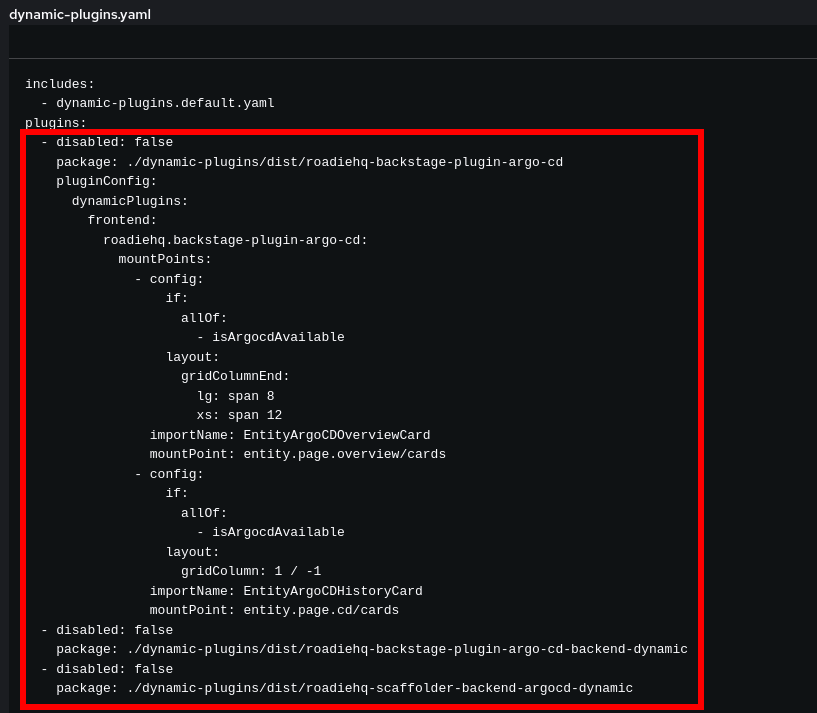 dynamic-plugins.yaml
includes:
  - dynamic-plugins.default.yaml
plugins:
  - disabled: false
    package: ./dynamic-plugins/dist/roadiehq-backstage-plugin-argo-cd
    pluginConfig:
      dynamicPlugins:
        frontend:
          roadiehq.backstage-plugin-argo-cd:
            mountPoints:
              - config:
                  if:
                    allOf:
                      - isArgocdAvailable
                  layout:
                    gridColumnEnd:
                      lg: span 8
                      xs: span 12
                importName: EntityArgoCDOverviewCard
                mountPoint: entity.page.overview/cards
              - config:
                  if:
                    allOf:
                      - isArgocdAvailable
                  layout:
                    gridColumn: 1 / -1
                importName: EntityArgoCDHistoryCard
                mountPoint: entity.page.cd/cards
  - disabled: false
    package: ./dynamic-plugins/dist/roadiehq-backstage-plugin-argo-cd-backend-dynamic
  - disabled: false
    package: ./dynamic-plugins/dist/roadiehq-scaffolder-backend-argocd-dynamic